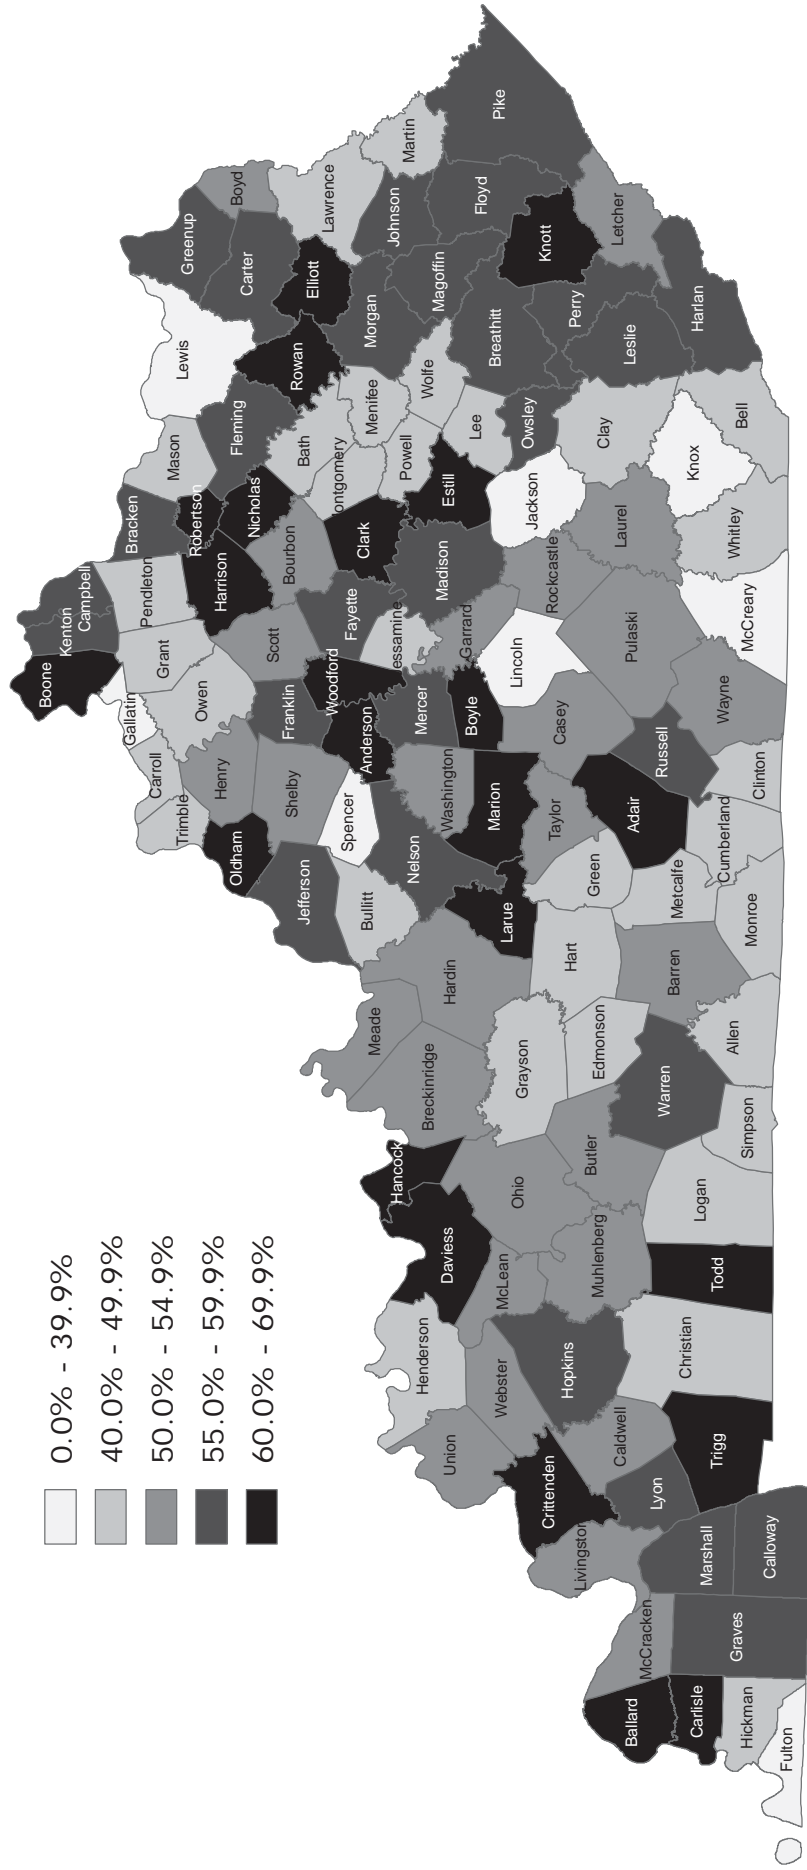 0.0% - 39.9%
40.0% - 49.9%
50.0% - 54.9%
55.0% - 59.9%
60.0% - 69.9%
Boone
Kenton
Campbell
Gallatin
Grant
Pendleton
Bracken
Mason
Lewis
Greenup
Boyd
Carroll
Trimble
Owen
Henry
Oldham
Scott
Harrison
Robertson
Nicholas
Fleming
Carter
Rowan
Elliott
Lawrence
Jefferson
Shelby
Franklin
Woodford
Fayette
Bourbon
Clark
ontgomery
Bath
Menifee
Morgan
Johnson
Martin
Bullitt
Spencer
Anderson
Mercer
essamine
Madison
Estill
Powell
Wolfe
Magoffin
Floyd
Pike
Meade
Hardin
Nelson
Washington
Boyle
Garrard
Lee
Breathitt
Knott
Hancock
Breckinridge
Larue
Marion
Lincoln
Rockcastle
Jackson
Owsley
Perry
Letcher
Henderson
Daviess
Ohio
Grayson
Hart
Green
Taylor
Casey
Pulaski
Laurel
Clay
Leslie
Harlan
Union
Webster
McLean
Muhlenberg
Butler
Edmonson
Barren
Metcalfe
Adair
Russell
Wayne
McCreary
Whitley
Knox
Bell
Crittenden
Hopkins
Warren
Allen
Monroe
Cumberland
Clinton
Livingston
Lyon
Caldwell
Christian
Todd
Logan
Simpson
Ballard
McCracken
Marshall
Trigg
Carlisle
Graves
Calloway
Hickman
Fulton